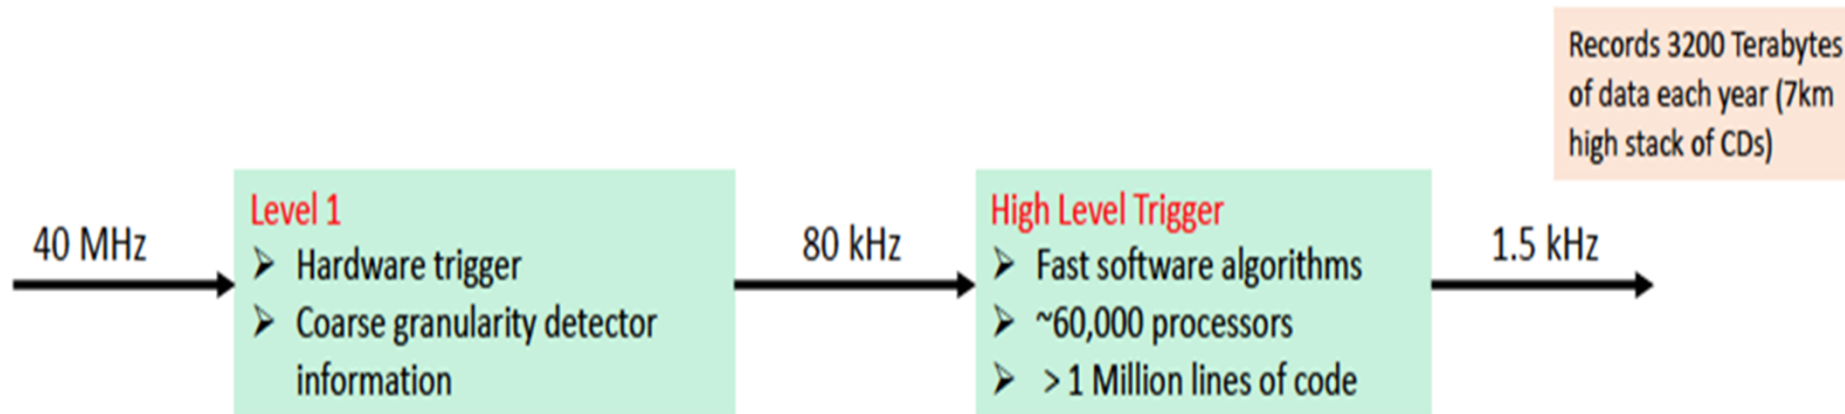 Records 3200 Terabytes
of data each year (7km
high stack of CDs)
40 MHz
Level 1
➢ Hardware trigger
➢ Coarse granularity detector
information
80 kHz
High Level Trigger
➢ Fast software algorithms
➢ ~60,000 processors
➢ > 1 Million lines of code
1.5 kHz